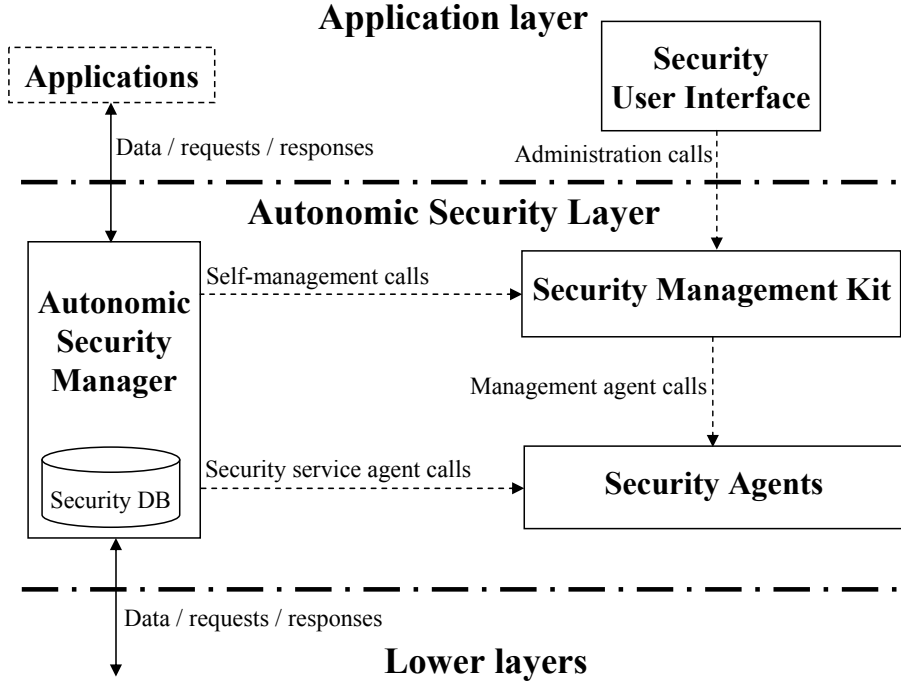 Application layer
Applications
Security
User Interface
Data / requests / responses
Administration calls
Autonomic Security Layer
Self-management calls
Security Management Kit
Autonomic
Security
Manager
Management agent calls
Security service agent calls
Security Agents
Security DB
Data / requests / responses
Lower layers